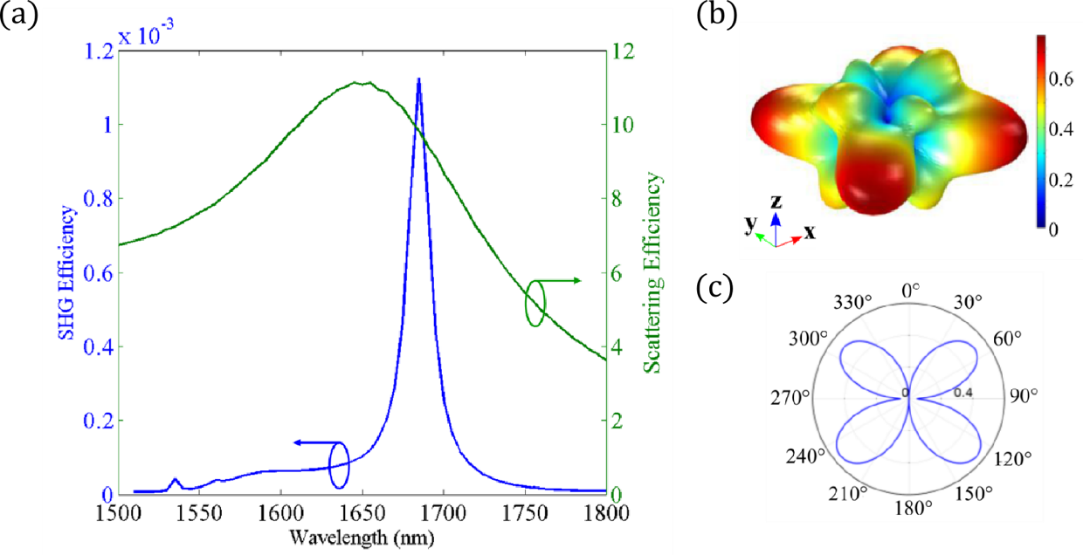 (a)
x 10⁻³
1.2
1
0.8
0.6
0.4
0.2
0
SHG Efficiency
12
10
8
6
4
2
0
Scattering Efficiency
1500 1550 1600 1650 1700 1750 1800
Wavelength (nm)
(b)
0.6
0.4
0.2
0
z
y
x
(c)
0°
330° 30°
300° 60°
270° 0 0.4 90°
240° 120°
210° 150°
180°